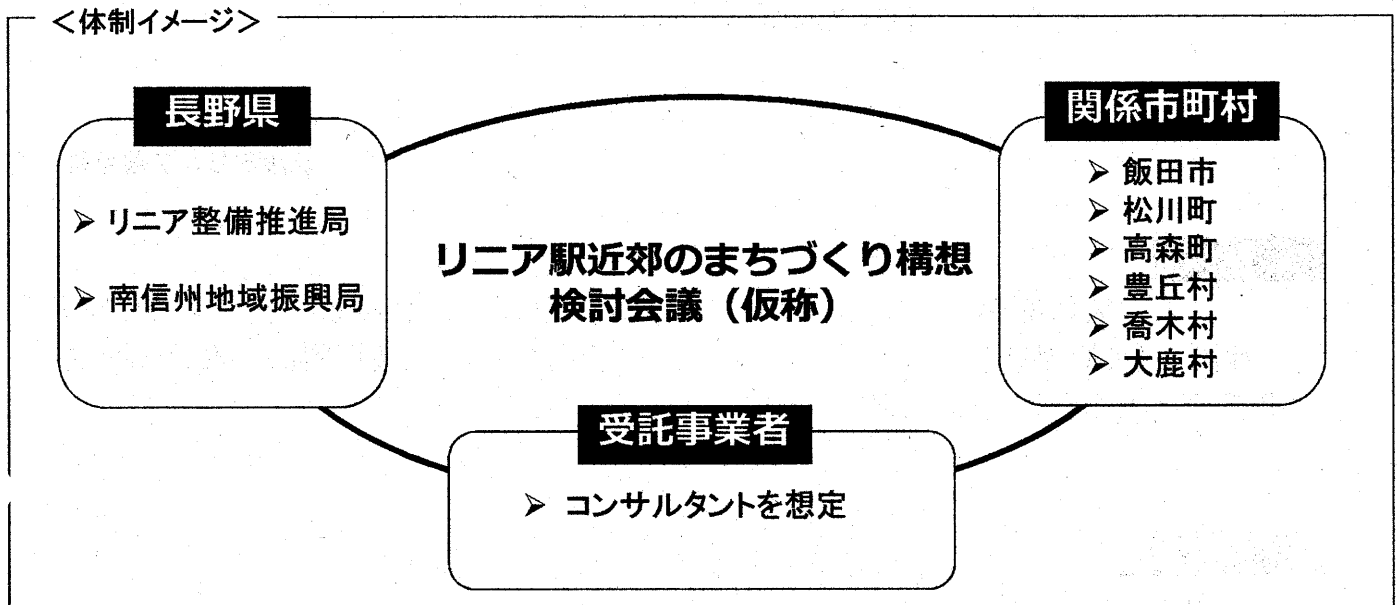 <体制イメージ>
長野県
➢ リニア整備推進局
➢ 南信州地域振興局
リニア駅近郊のまちづくり構想
検討会議（仮称）
関係市町村
➢ 飯田市
➢ 松川町
➢ 高森町
➢ 豊丘村
➢ 喬木村
➢ 大鹿村
受託事業者
➢ コンサルタントを想定